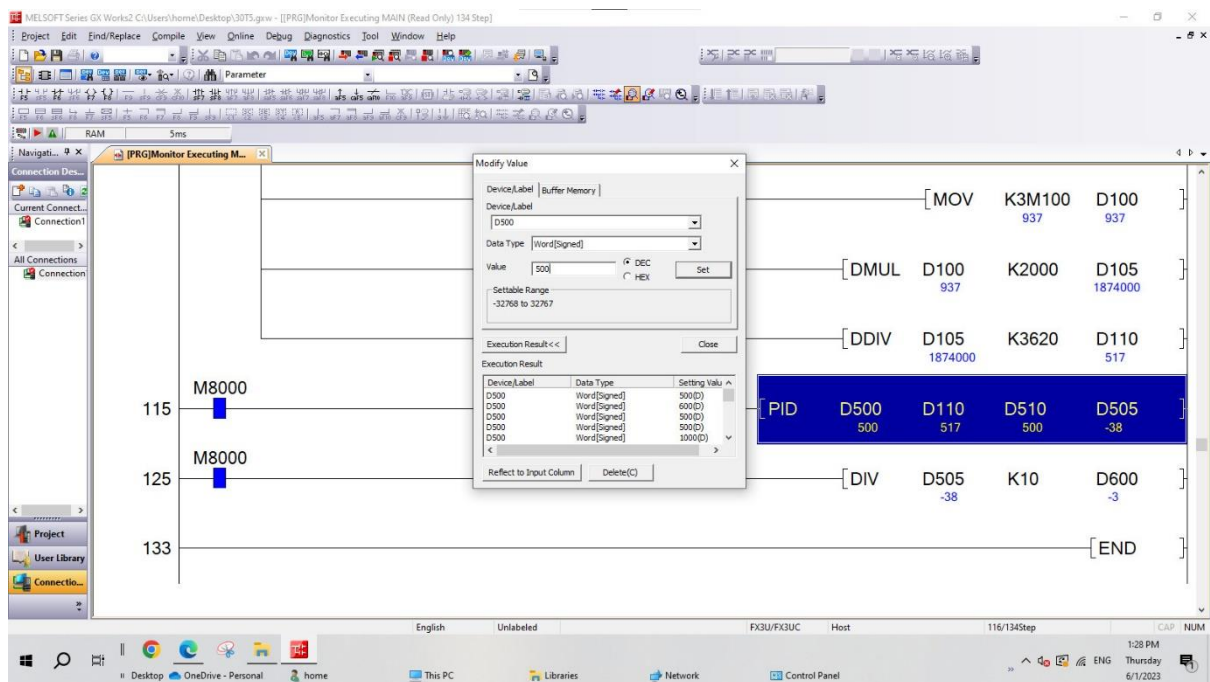 MELSOFT Series GX Works2 C:\Users\home\Desktop\30T5.gxw - [[PRG]Monitor Executing MAIN (Read Only) 134 Step]
Project Edit Find/Replace Compile View Online Debug Diagnostics Tool Window Help
Parameter
RAM 5ms
Navigati...
[PRG]Monitor Executing M...
Connection Des...
Current Connect...
Connection1
All Connections
Connection
Project
User Library
Connectio...
Modify Value
Device/Label Buffer Memory
Device/Label
D500
Data Type Word[Signed]
Value 500 DEC
HEX
Set
Settable Range
-32768 to 32767
Execution Result<< Close
Execution Result
Device/Label Data Type Setting Valu
D500 Word[Signed] 500(D)
D500 Word[Signed] 600(D)
D500 Word[Signed] 500(D)
D500 Word[Signed] 500(D)
D500 Word[Signed] 1000(D)
Reflect to Input Column Delete(C)
[MOV K3M100 D100 ]
937 937
[DMUL D100 K2000 D105 ]
937 1874000
[DDIV D105 K3620 D110 ]
1874000 517
M8000
115 [PID D500 D110 D510 D505 ]
500 517 500 -38
M8000
125 [DIV D505 K10 D600 ]
-38 -3
133 [END ]
English Unlabeled FX3U/FX3UC Host 116/134Step CAP NUM
Desktop OneDrive - Personal home This PC Libraries Network Control Panel
ENG
1:28 PM
Thursday
6/1/2023